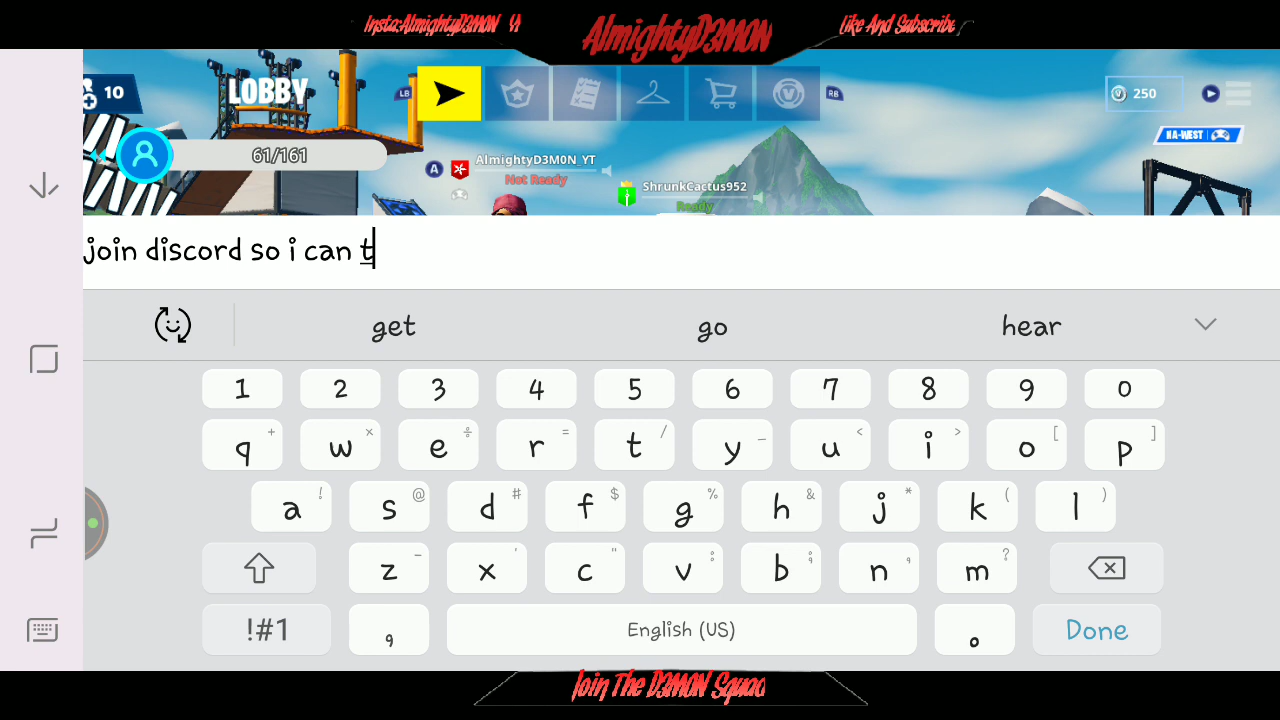 Insta:AlmightyD3M0N_Yt
AlmightyD3M0N
Like And Subscribe
10
LOBBY
LB
RB
250
NA-WEST
61/161
A
AlmightyD3M0N_YT
Not Ready
ShrunkCactus952
Ready
join discord so i can t
get go hear
1 2 3 4 5 6 7 8 9 0
q + w × e ÷ r = t / y _ u < i > o [ p ]
a ! s @ d # f $ g % h & j * k ( l )
z - x ' c " v : b ; n , m ?
!#1 , English (US) . Done
Join The D3M0N Squad